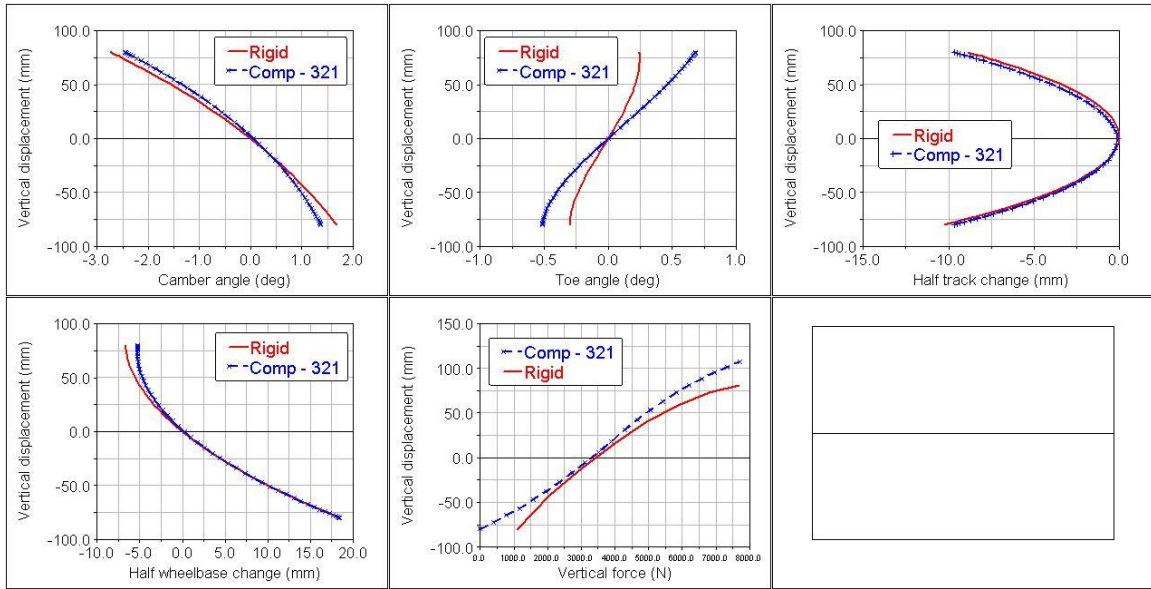 100.0
50.0
0.0
-50.0
-100.0
Vertical displacement (mm)
Rigid
Comp - 321
-3.0 -2.0 -1.0 0.0 1.0 2.0
Camber angle (deg)
100.0
50.0
0.0
-50.0
-100.0
Vertical displacement (mm)
Rigid
Comp - 321
-1.0 -0.5 0.0 0.5 1.0
Toe angle (deg)
100.0
50.0
0.0
-50.0
-100.0
Vertical displacement (mm)
Rigid
Comp - 321
-15.0 -10.0 -5.0 0.0
Half track change (mm)
100.0
50.0
0.0
-50.0
-100.0
Vertical displacement (mm)
Rigid
Comp - 321
-10.0 -5.0 0.0 5.0 10.0 15.0 20.0
Half wheelbase change (mm)
150.0
100.0
50.0
0.0
-50.0
-100.0
Vertical displacement (mm)
Comp - 321
Rigid
0.0 1000.0 2000.0 3000.0 4000.0 5000.0 6000.0 7000.0 8000.0
Vertical force (N)